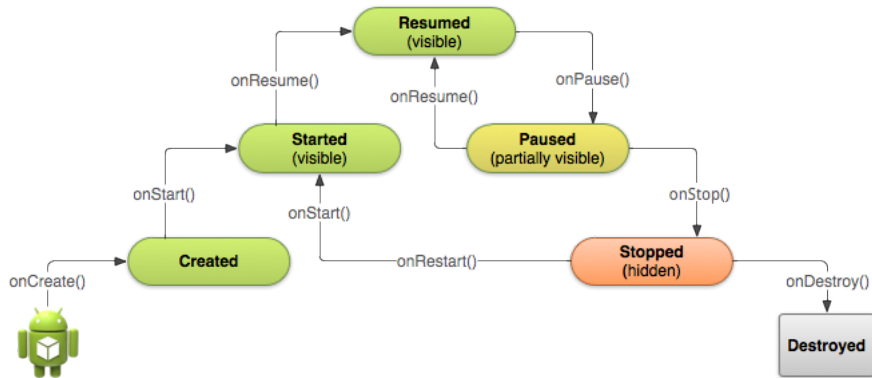 Resumed
(visible)
onResume()
onResume()
onPause()
Started
(visible)
Paused
(partially visible)
onStart()
onStart()
onStop()
Created
onRestart()
Stopped
(hidden)
onCreate()
onDestroy()
Destroyed